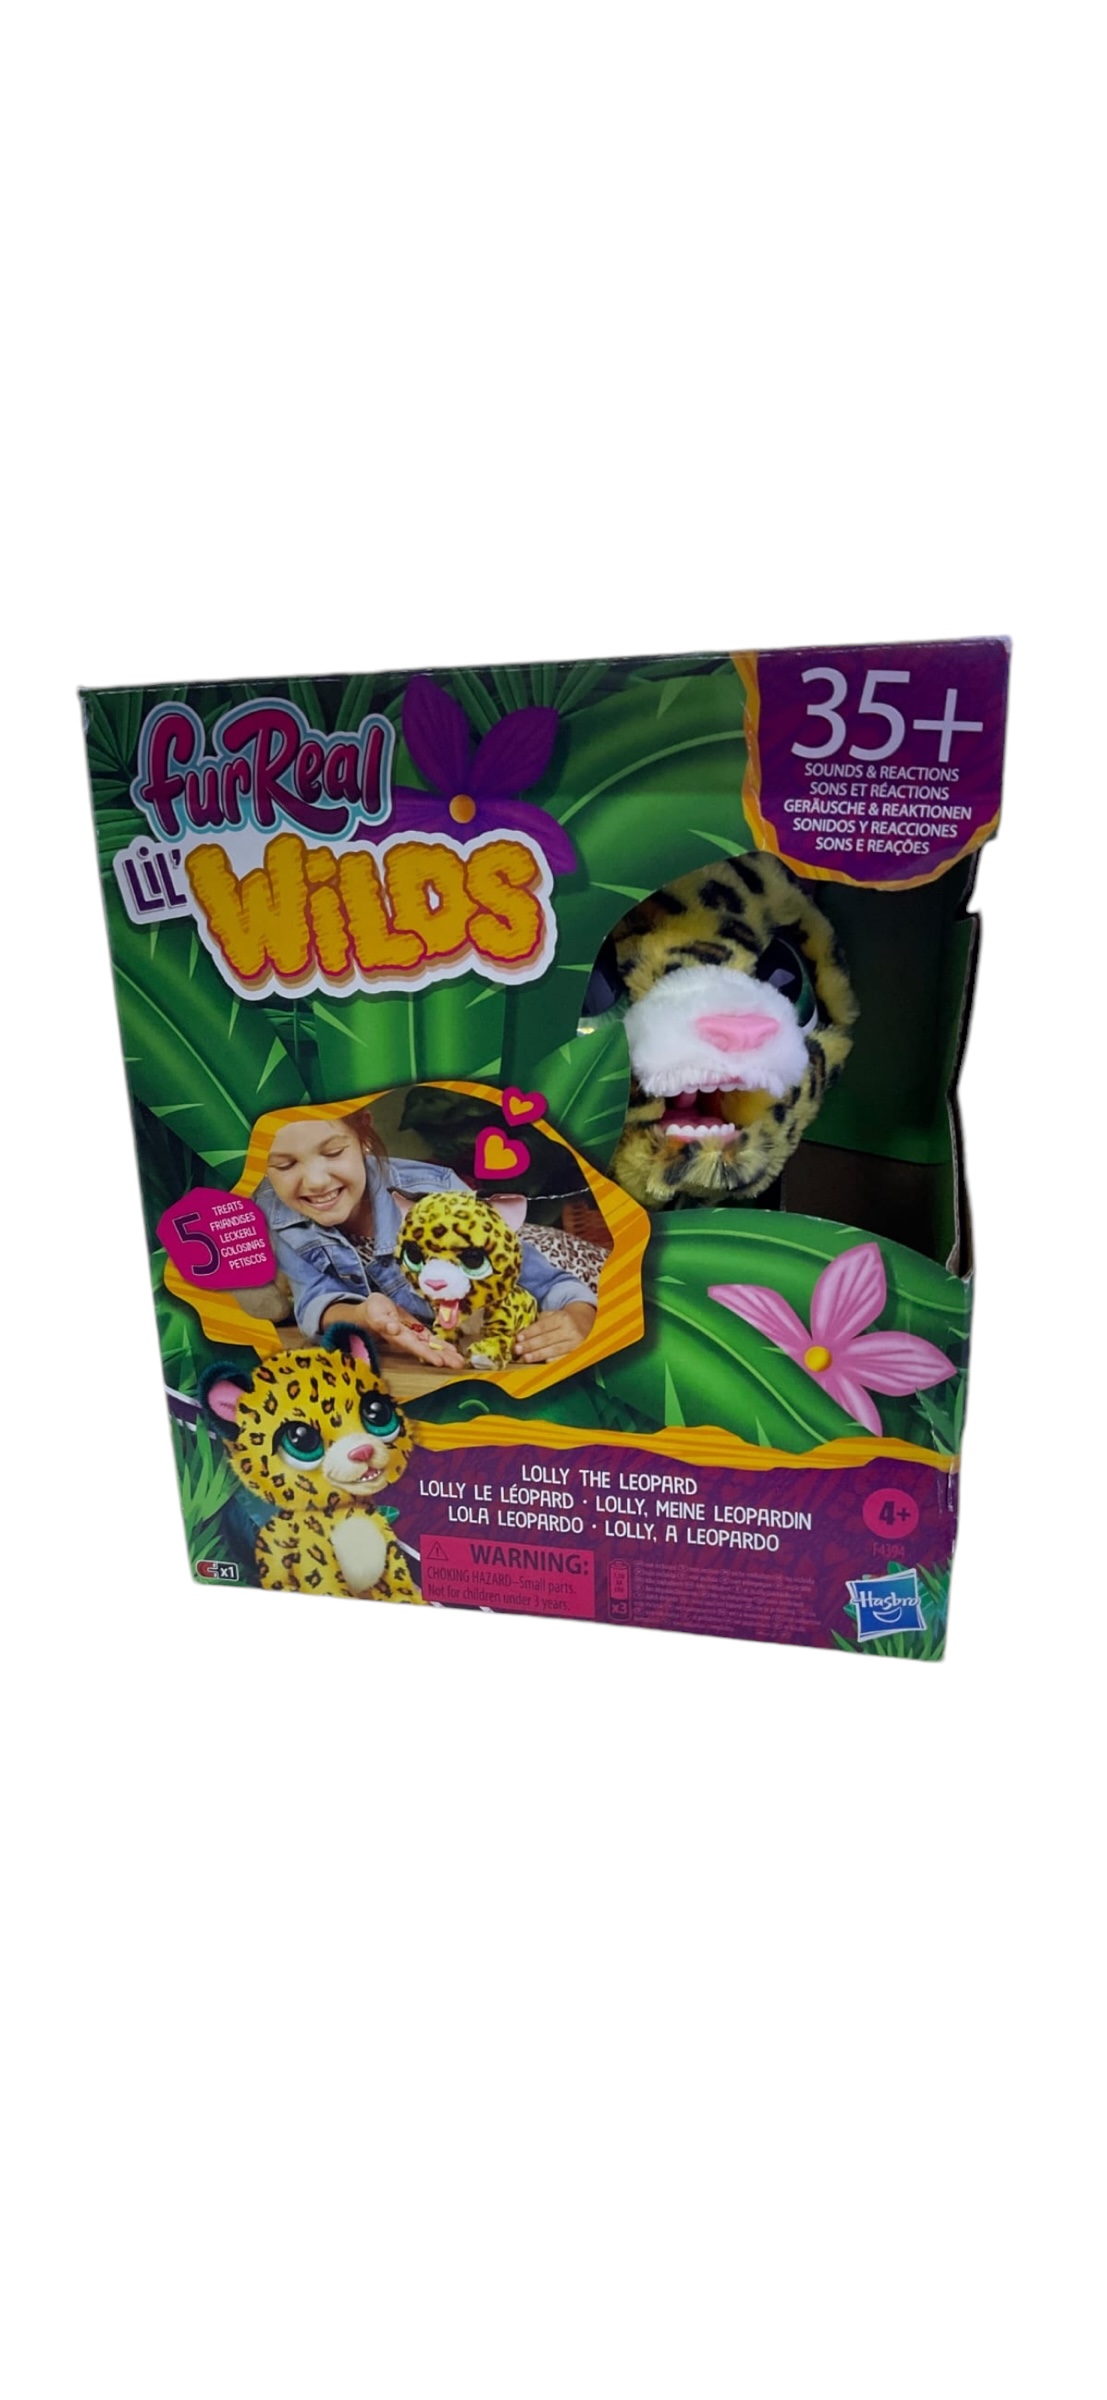 furReal
LiL' WiLDS
35+
SOUNDS & REACTIONS
SONS ET RÉACTIONS
GERÄUSCHE & REAKTIONEN
SONIDOS Y REACCIONES
SONS E REAÇÕES
5
TREATS
FRIANDISES
LECKERLI
GOLOSINAS
PETISCOS
LOLLY THE LEOPARD
LOLLY LE LÉOPARD · LOLLY, MEINE LEOPARDIN
LOLA LEOPARDO · LOLLY, A LEOPARDO
4+
F4394
WARNING:
CHOKING HAZARD–Small parts.
Not for children under 3 years.
x1
x3
Hasbro